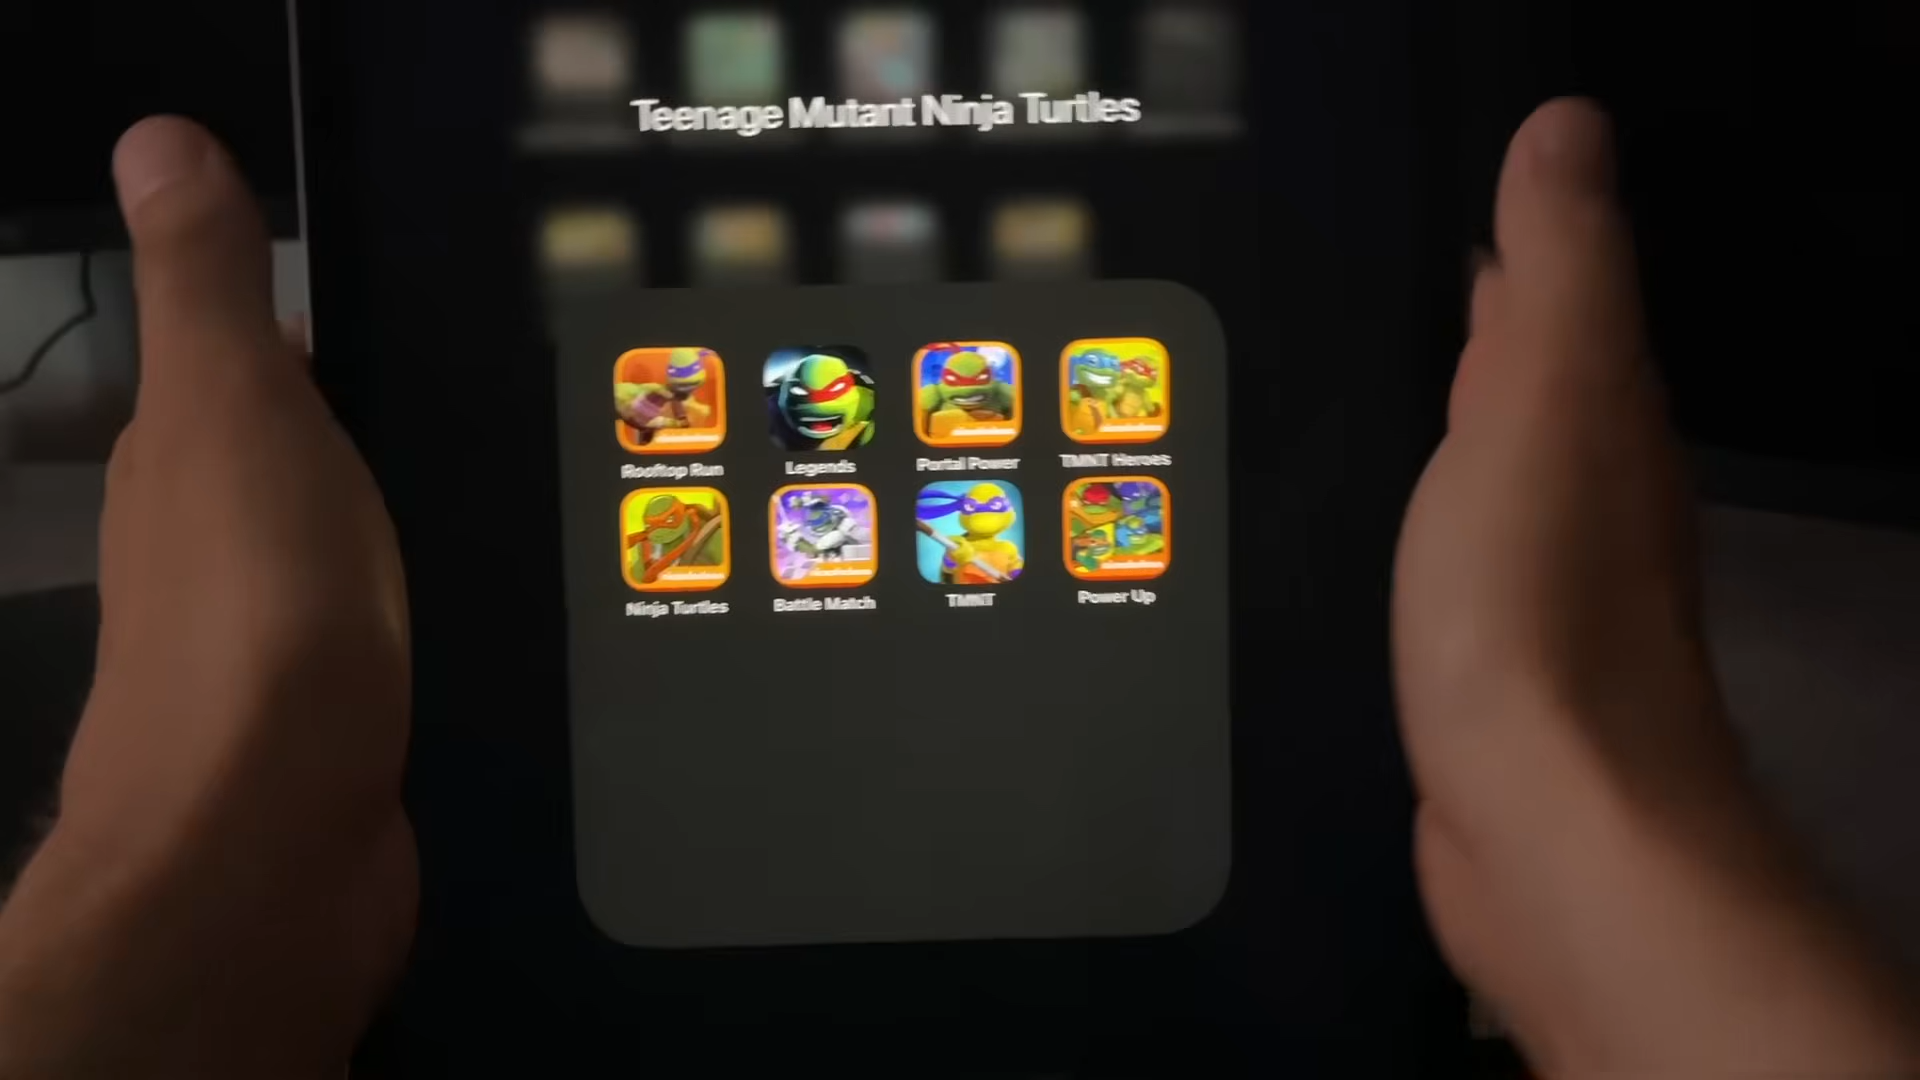 Teenage Mutant Ninja Turtles
Rooftop Run
Legends
Portal Power
TMNT Heroes
Ninja Turtles
Battle Match
TMNT
Power Up